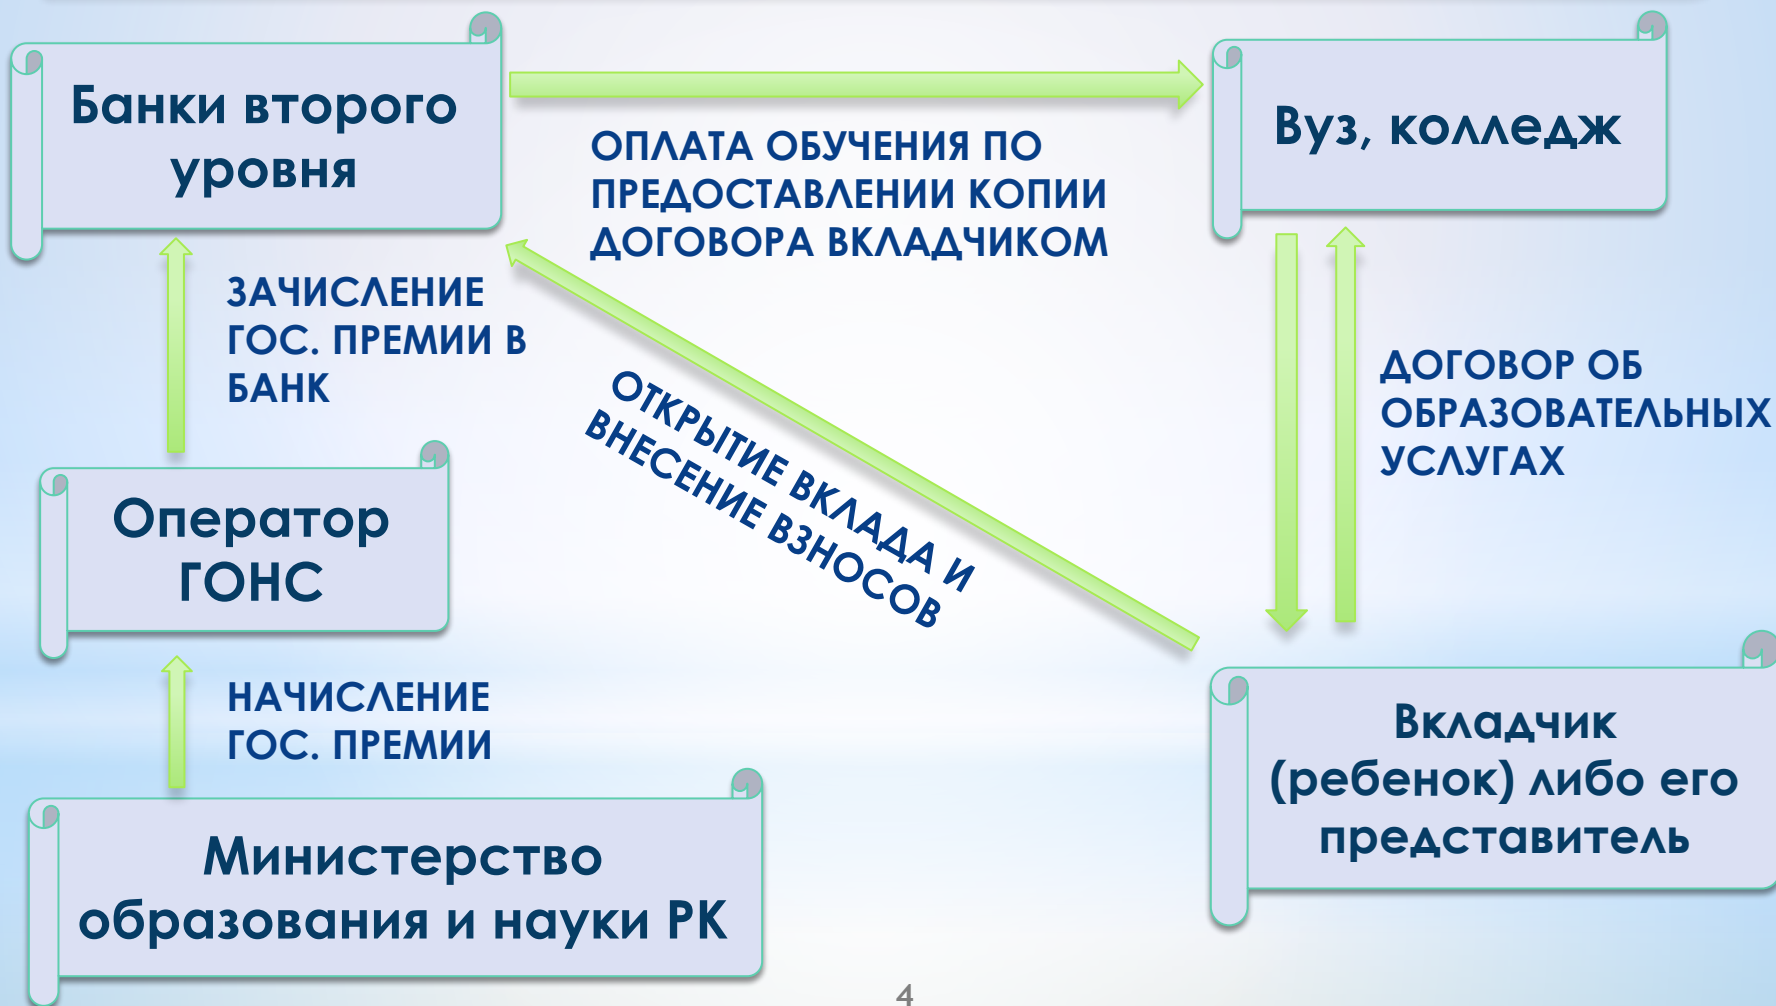 Банки второго
уровня
ОПЛАТА ОБУЧЕНИЯ ПО
ПРЕДОСТАВЛЕНИИ КОПИИ
ДОГОВОРА ВКЛАДЧИКОМ
Вуз, колледж
ЗАЧИСЛЕНИЕ
ГОС. ПРЕМИИ В
БАНК
ОТКРЫТИЕ ВКЛАДА И
ВНЕСЕНИЕ ВЗНОСОВ
ДОГОВОР ОБ
ОБРАЗОВАТЕЛЬНЫХ
УСЛУГАХ
Оператор
ГОНС
НАЧИСЛЕНИЕ
ГОС. ПРЕМИИ
Вкладчик
(ребенок) либо его
представитель
Министерство
образования и науки РК
4